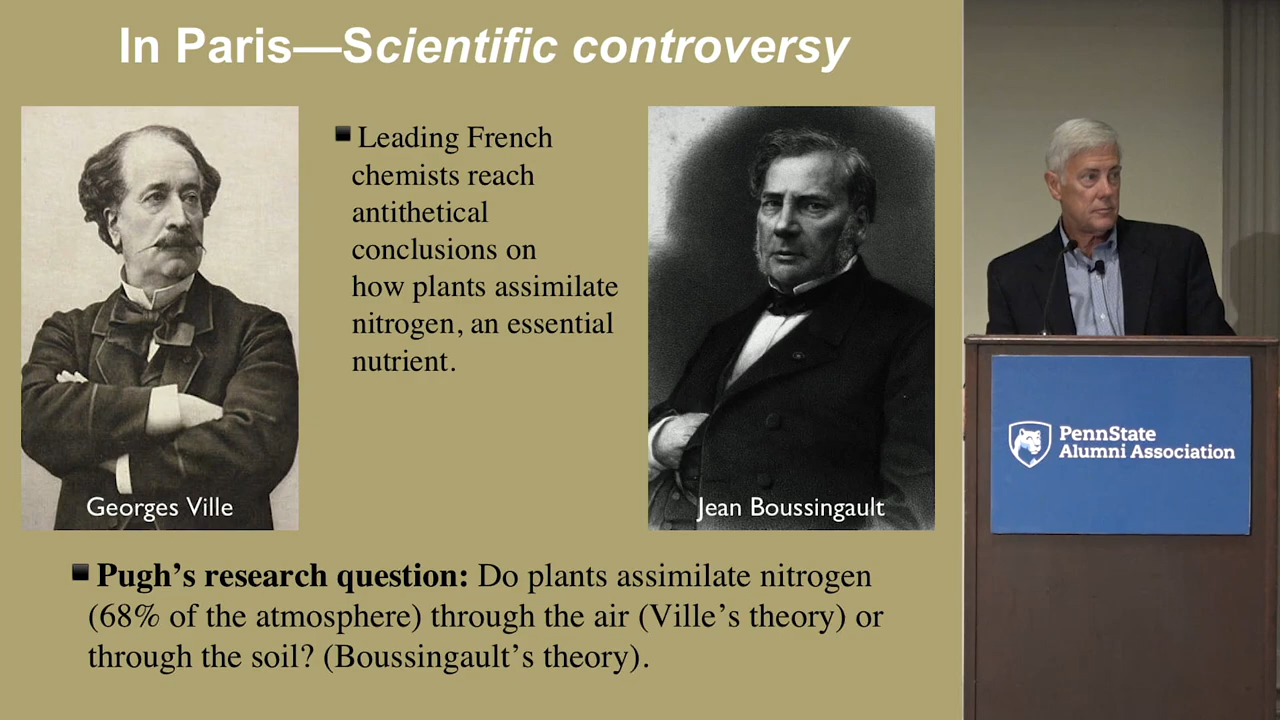 In Paris—Scientific controversy
■ Leading French
chemists reach
antithetical
conclusions on
how plants assimilate
nitrogen, an essential
nutrient.
Georges Ville
Jean Boussingault
■ Pugh’s research question: Do plants assimilate nitrogen
(68% of the atmosphere) through the air (Ville’s theory) or
through the soil? (Boussingault’s theory).
PennState
Alumni Association